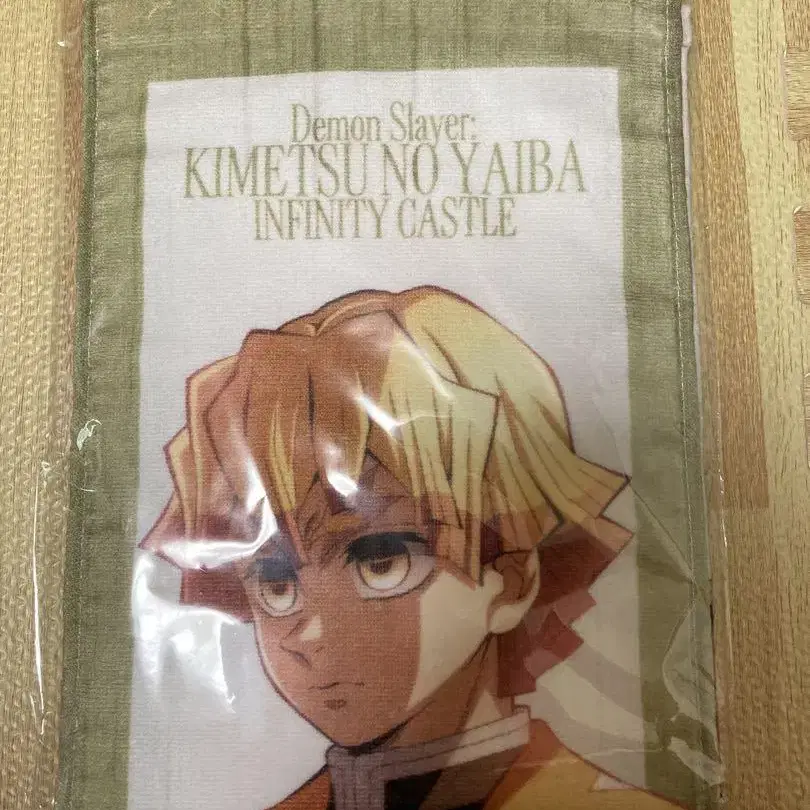 Demon Slayer:
KIMETSU NO YAIBA
INFINITY CASTLE